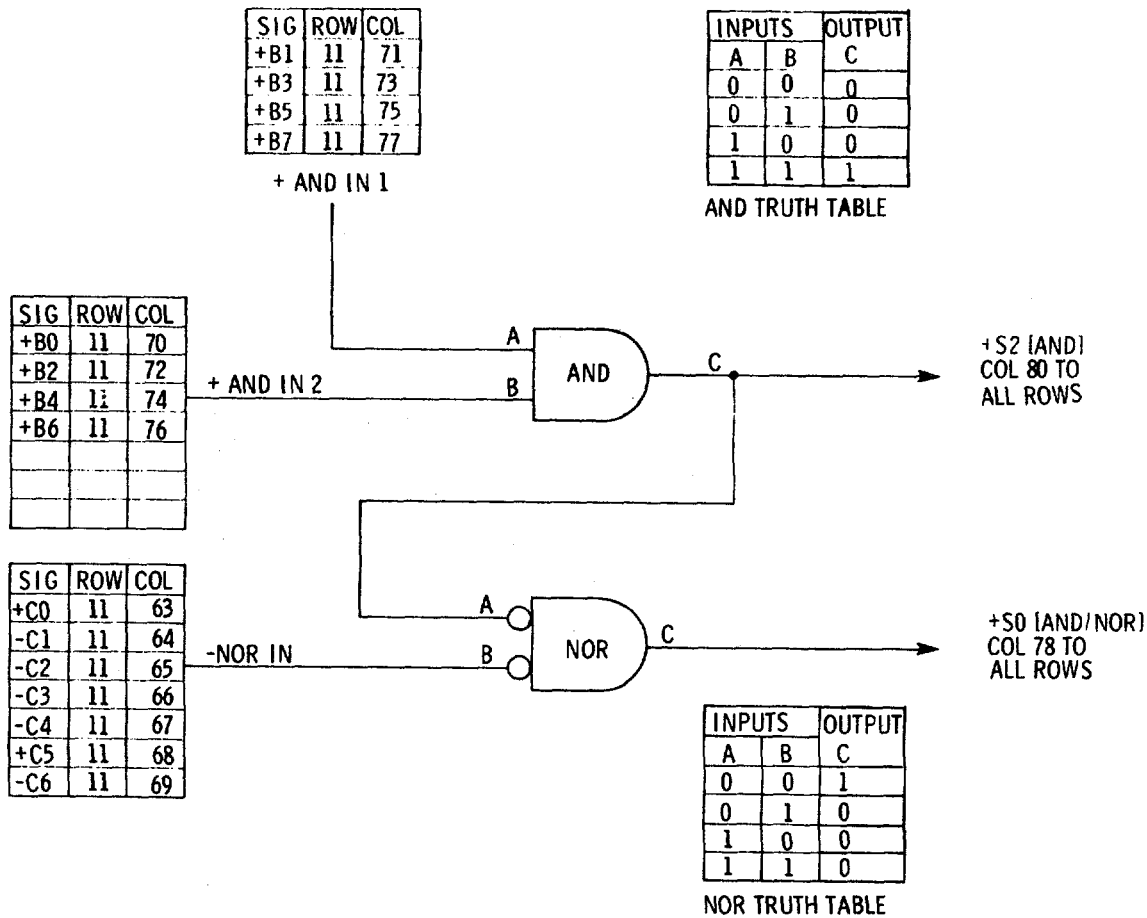 SIG ROW COL
+B1 11 71
+B3 11 73
+B5 11 75
+B7 11 77
+ AND IN 1
INPUTS OUTPUT
A B C
0 0 0
0 1 0
1 0 0
1 1 1
AND TRUTH TABLE
SIG ROW COL
+B0 11 70
+B2 11 72
+B4 11 74
+B6 11 76
+ AND IN 2
A
B
AND
C
+S2 [AND]
COL 80 TO
ALL ROWS
SIG ROW COL
+C0 11 63
-C1 11 64
-C2 11 65
-C3 11 66
-C4 11 67
+C5 11 68
-C6 11 69
-NOR IN
A
B
NOR
C
+S0 [AND/NOR]
COL 78 TO
ALL ROWS
INPUTS OUTPUT
A B C
0 0 1
0 1 0
1 0 0
1 1 0
NOR TRUTH TABLE